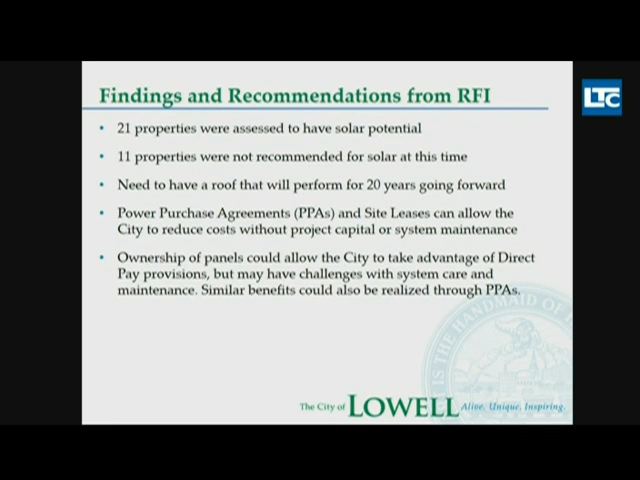 Findings and Recommendations from RFI
LTC
• 21 properties were assessed to have solar potential
• 11 properties were not recommended for solar at this time
• Need to have a roof that will perform for 20 years going forward
• Power Purchase Agreements (PPAs) and Site Leases can allow the
City to reduce costs without project capital or system maintenance
• Ownership of panels could allow the City to take advantage of Direct
Pay provisions, but may have challenges with system care and
maintenance. Similar benefits could also be realized through PPAs.
IS THE HANDMAID OF
The City of LOWELL Alive. Unique. Inspiring.